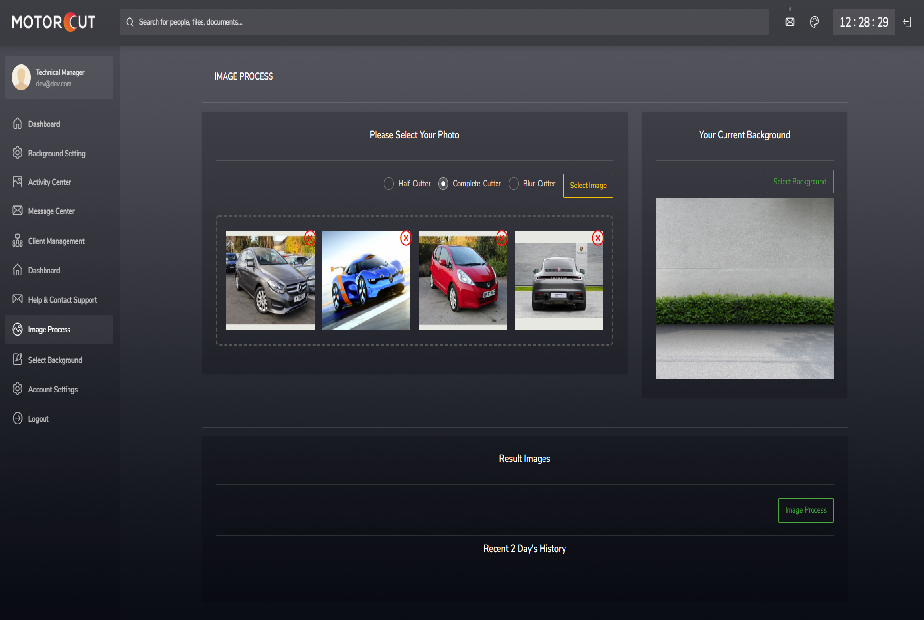 MOTORCUT
Search for people, files, documents...
12 : 28 : 29
Technical Manager
dev@dev.com
Dashboard
Background Setting
Activity Center
Message Center
Client Management
Dashboard
Help & Contact Support
Image Process
Select Background
Account Settings
Logout
IMAGE PROCESS
Please Select Your Photo
Half Cutter
Complete Cutter
Blur Cutter
Select Image
X
X
X
X
Your Current Background
Select Background
Result Images
Image Process
Recent 2 Day's History